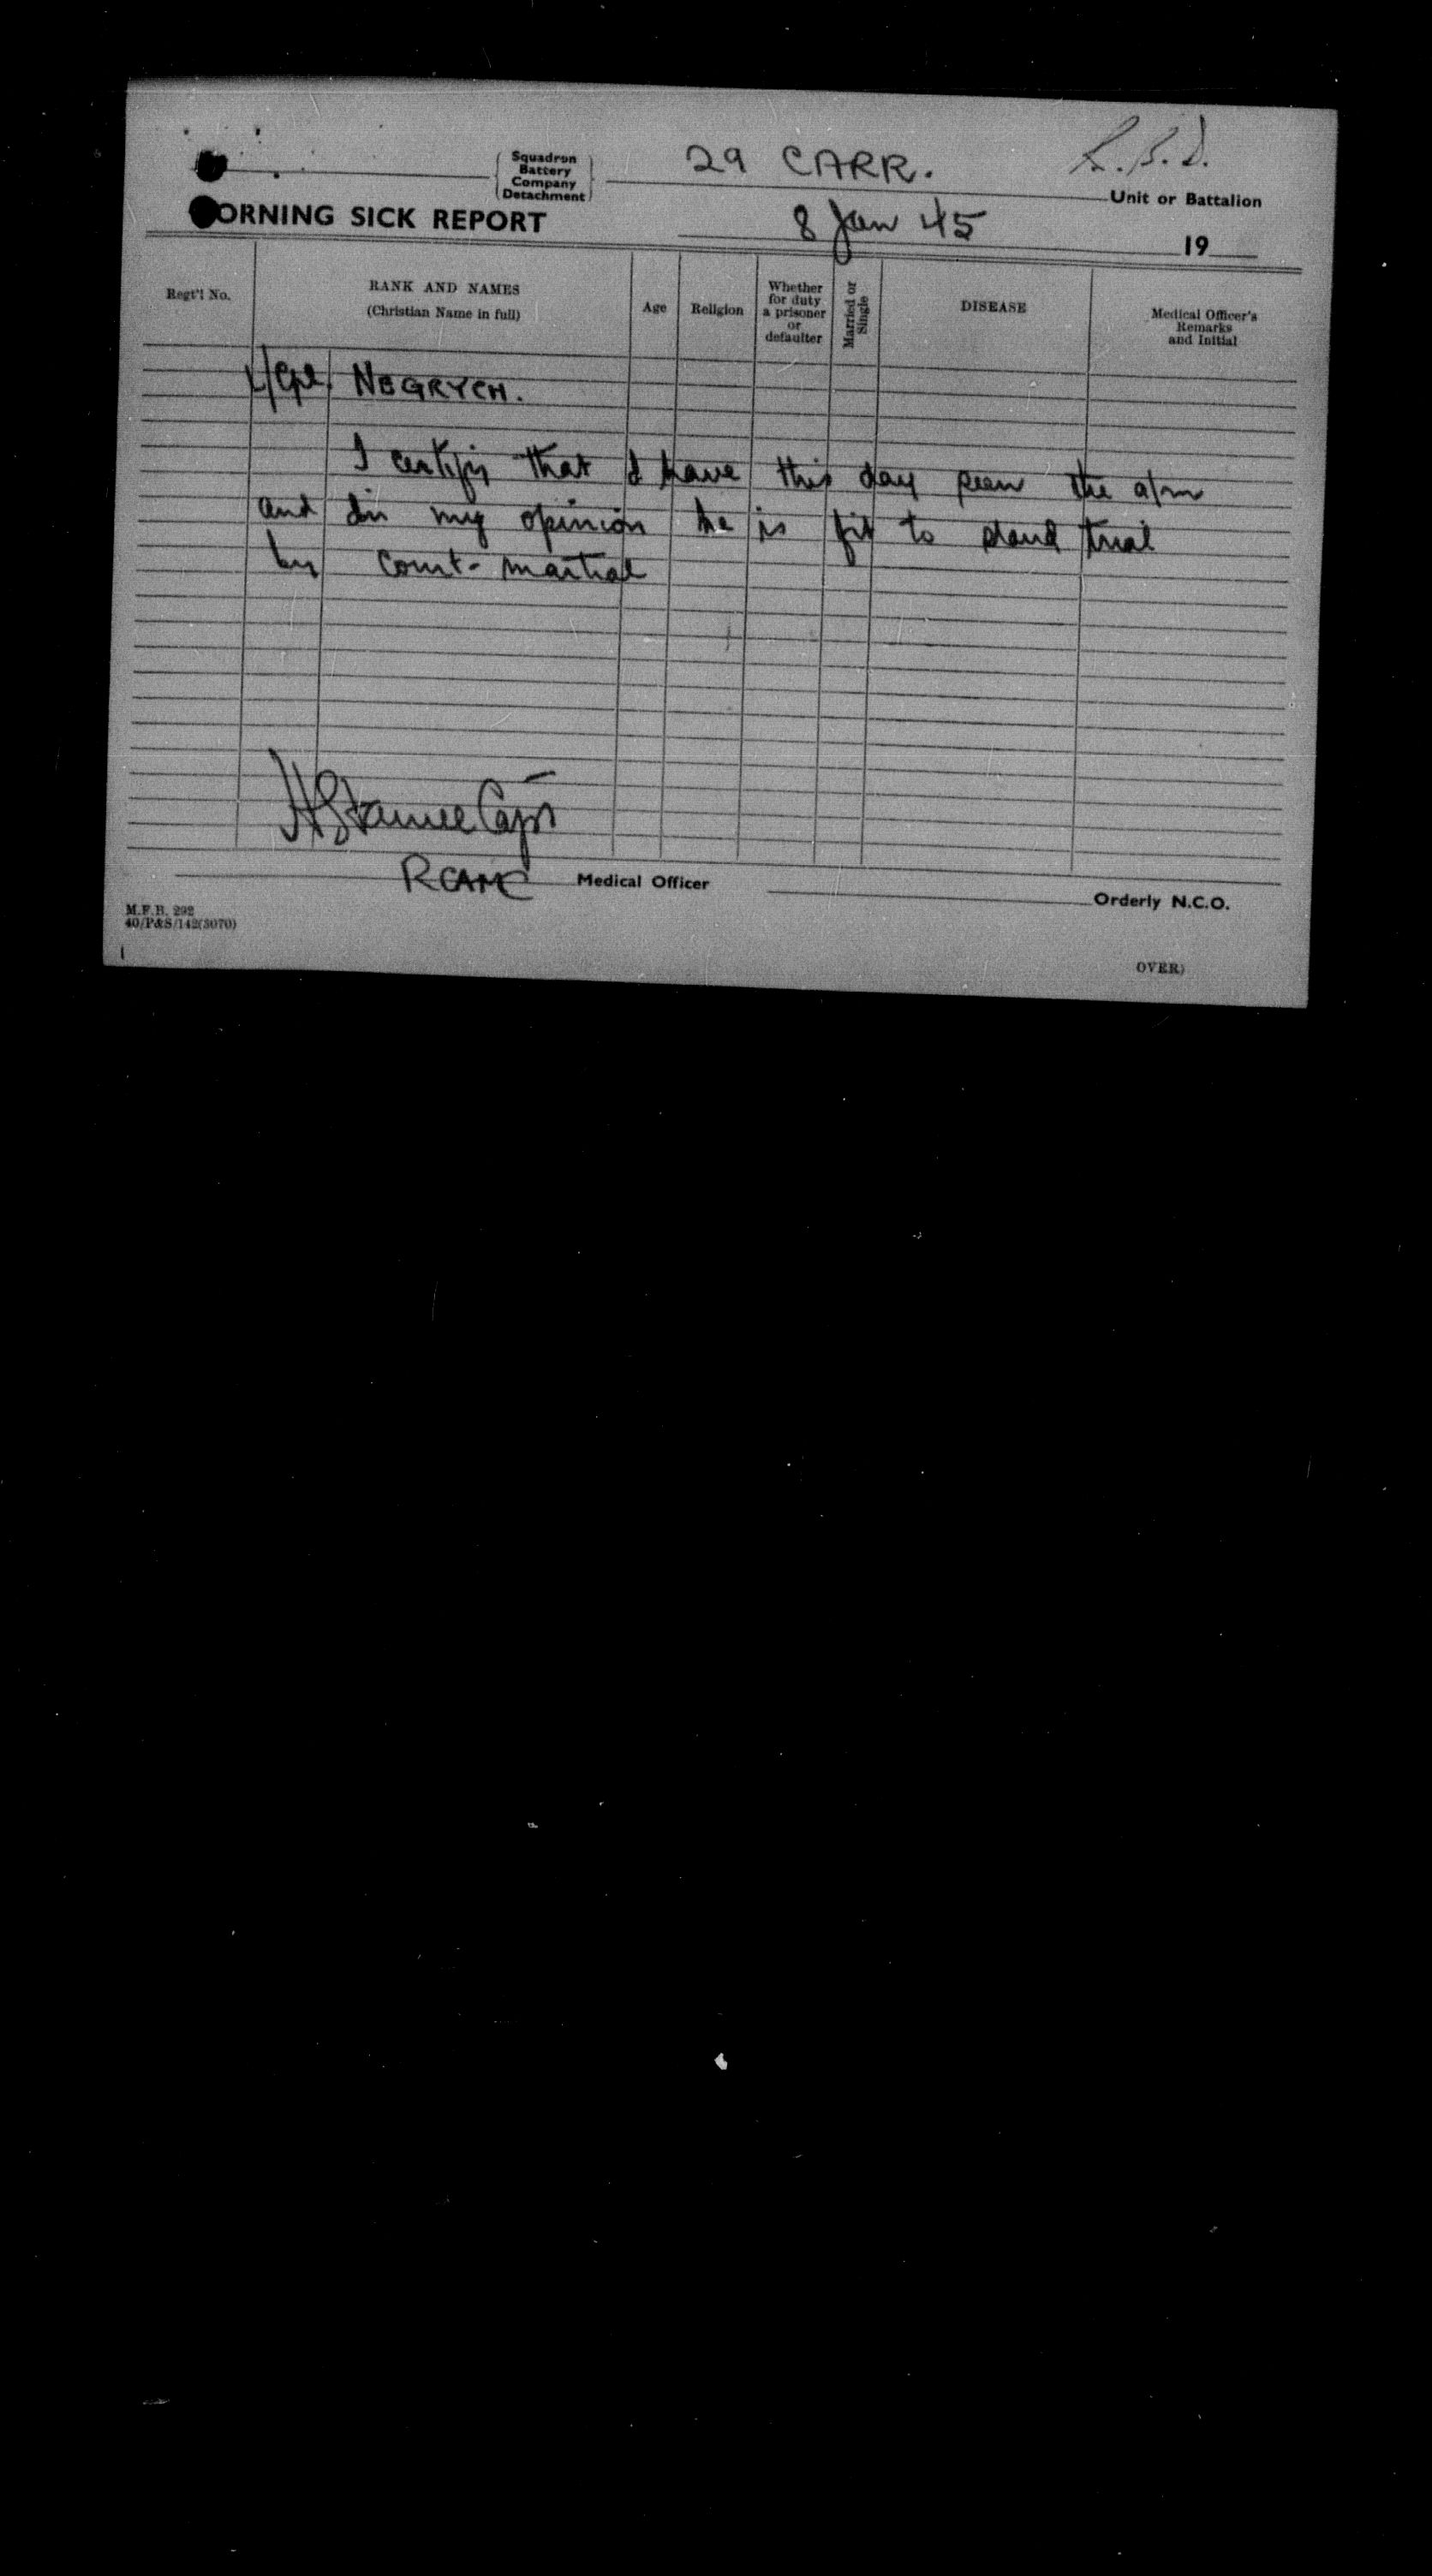 Squadron
Battery
Company
Detachment
29 CARR.
Unit or Battalion
ORNING SICK REPORT
8 Jan 45
19
Regt'l No.
RANK AND NAMES
(Christian Name in full)
Age
Religion
Whether
for duty
a prisoner
or
defaulter
Married or
Single
DISEASE
Medical Officer's
Remarks
and Initial
L/Cpl. NEGRYCH.
I certify that I have this day seen the a/m
and in my opinion he is fit to stand trial
by court-martial
Capt
RCAMC Medical Officer
Orderly N.C.O.
M.F.B. 292
40/P&S/142(3070)
OVER)